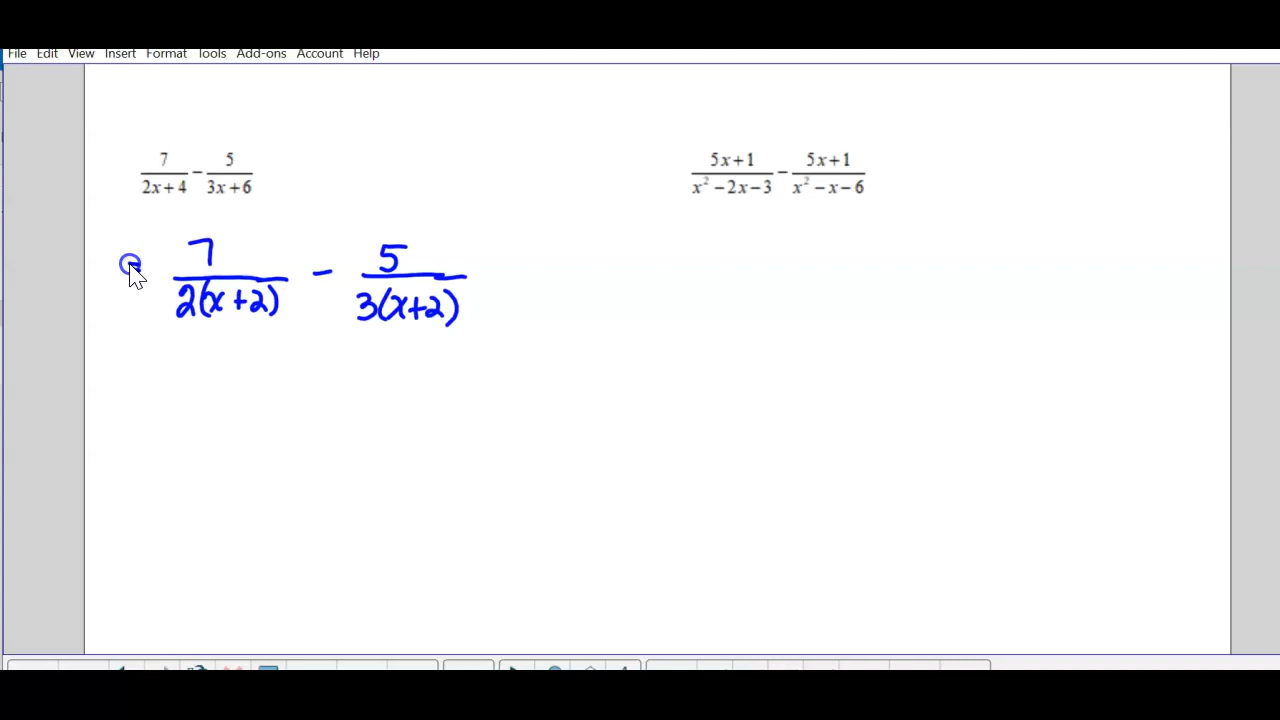 File Edit View Insert Format Tools Add-ons Account Help
7/(2x+4) − 5/(3x+6)
(5x+1)/(x²−2x−3) − (5x+1)/(x²−x−6)
7/(2(x+2)) − 5/(3(x+2))